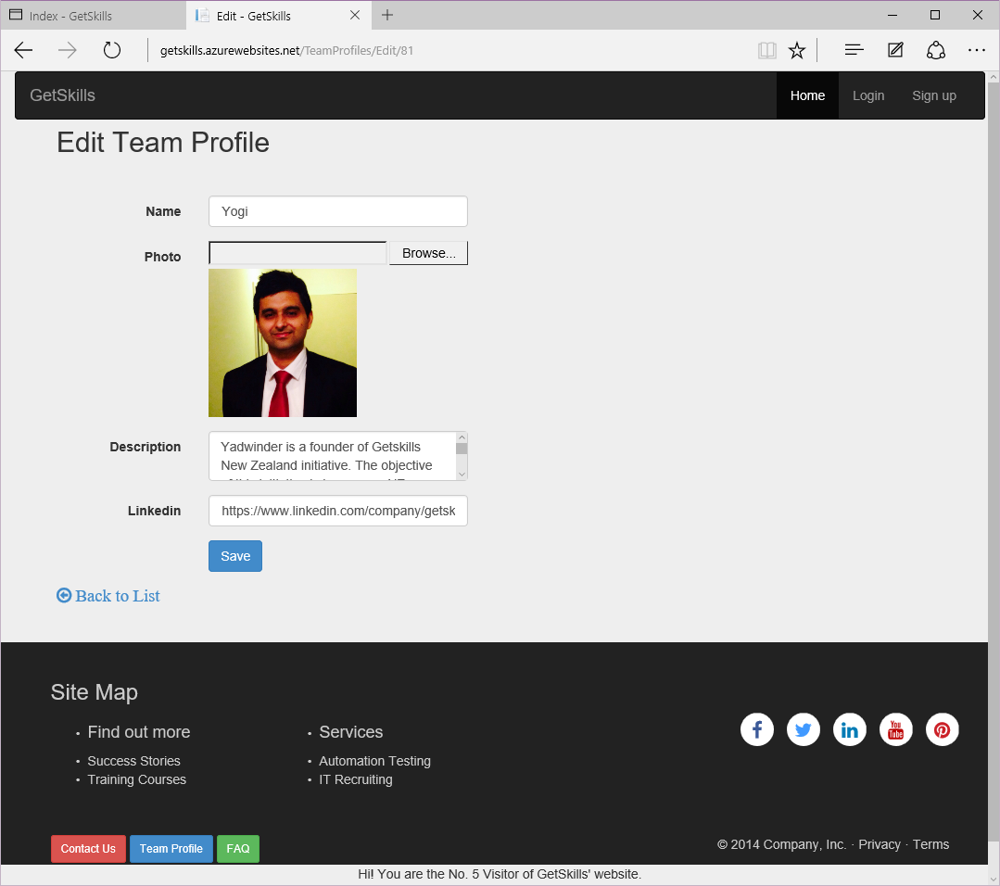 Index - GetSkills
Edit - GetSkills
getskills.azurewebsites.net/TeamProfiles/Edit/81
GetSkills
Home
Login
Sign up
Edit Team Profile
Name
Yogi
Photo
Browse...
Description
Yadwinder is a founder of Getskills
New Zealand initiative. The objective
Linkedin
https://www.linkedin.com/company/getsk
Save
Back to List
Site Map
• Find out more
• Success Stories
• Training Courses
• Services
• Automation Testing
• IT Recruiting
You
Tube
Contact Us
Team Profile
FAQ
© 2014 Company, Inc. · Privacy · Terms
Hi! You are the No. 5 Visitor of GetSkills' website.